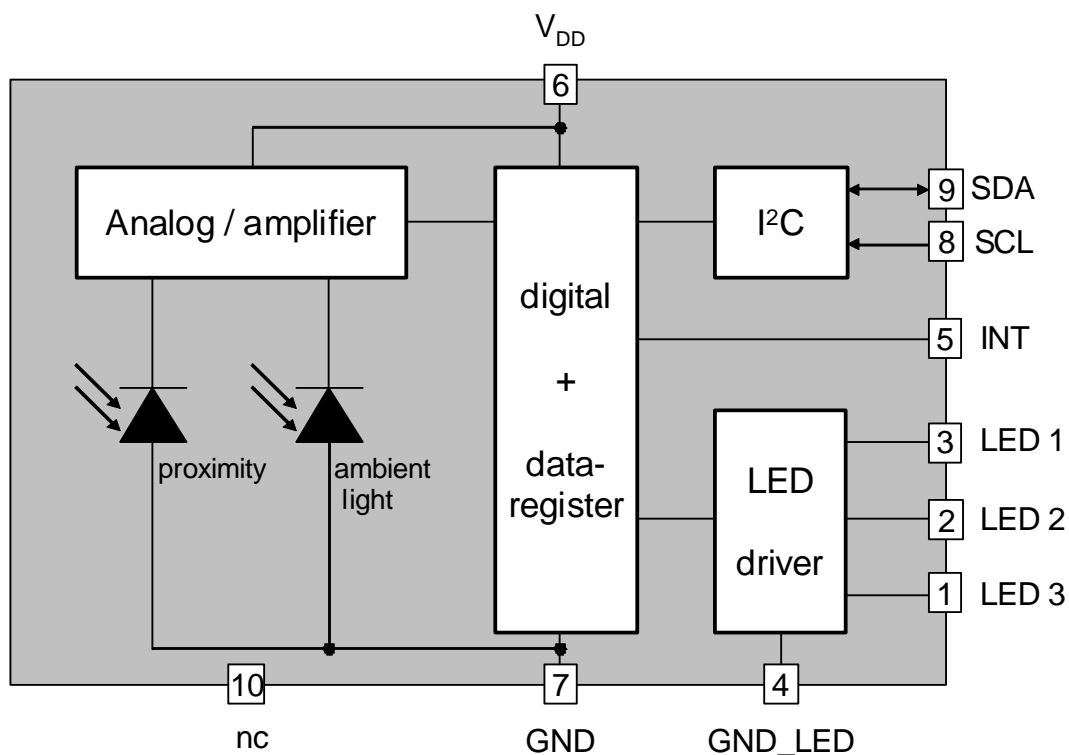 V_DD
6
Analog / amplifier
digital
+
data-
register
I²C
9 SDA
8 SCL
5 INT
proximity
ambient
light
LED
driver
3 LED 1
2 LED 2
1 LED 3
10
7
4
nc
GND
GND_LED